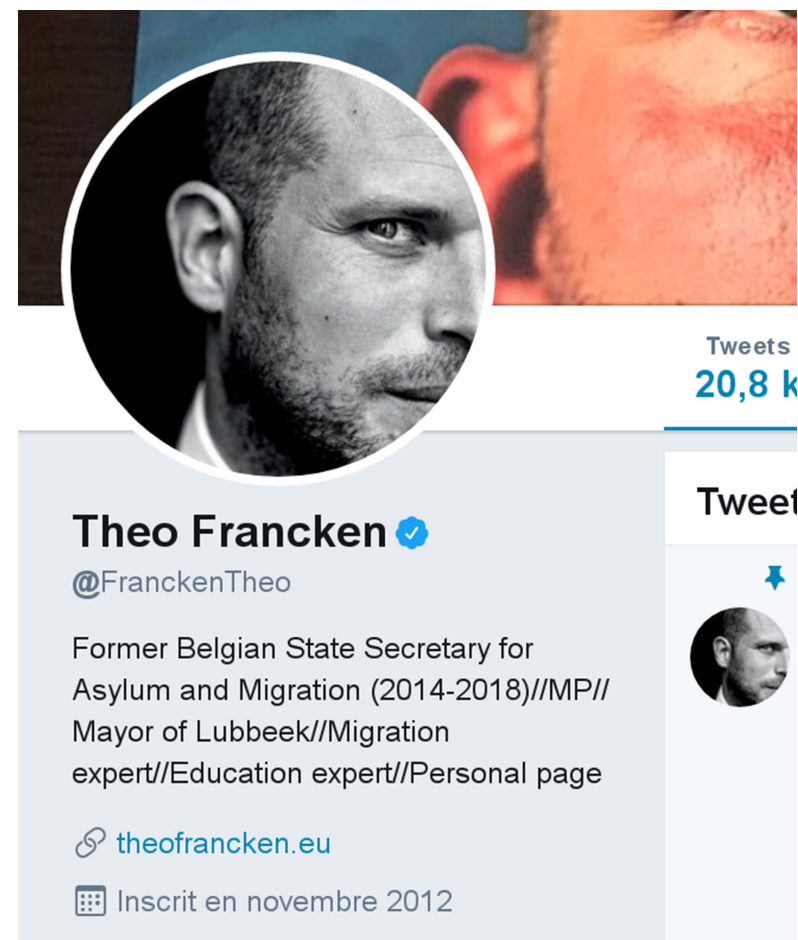 Tweets
20,8 k
Theo Francken
@FranckenTheo
Former Belgian State Secretary for
Asylum and Migration (2014-2018)//MP//
Mayor of Lubbeek//Migration
expert//Education expert//Personal page
theofrancken.eu
Inscrit en novembre 2012
Tweet